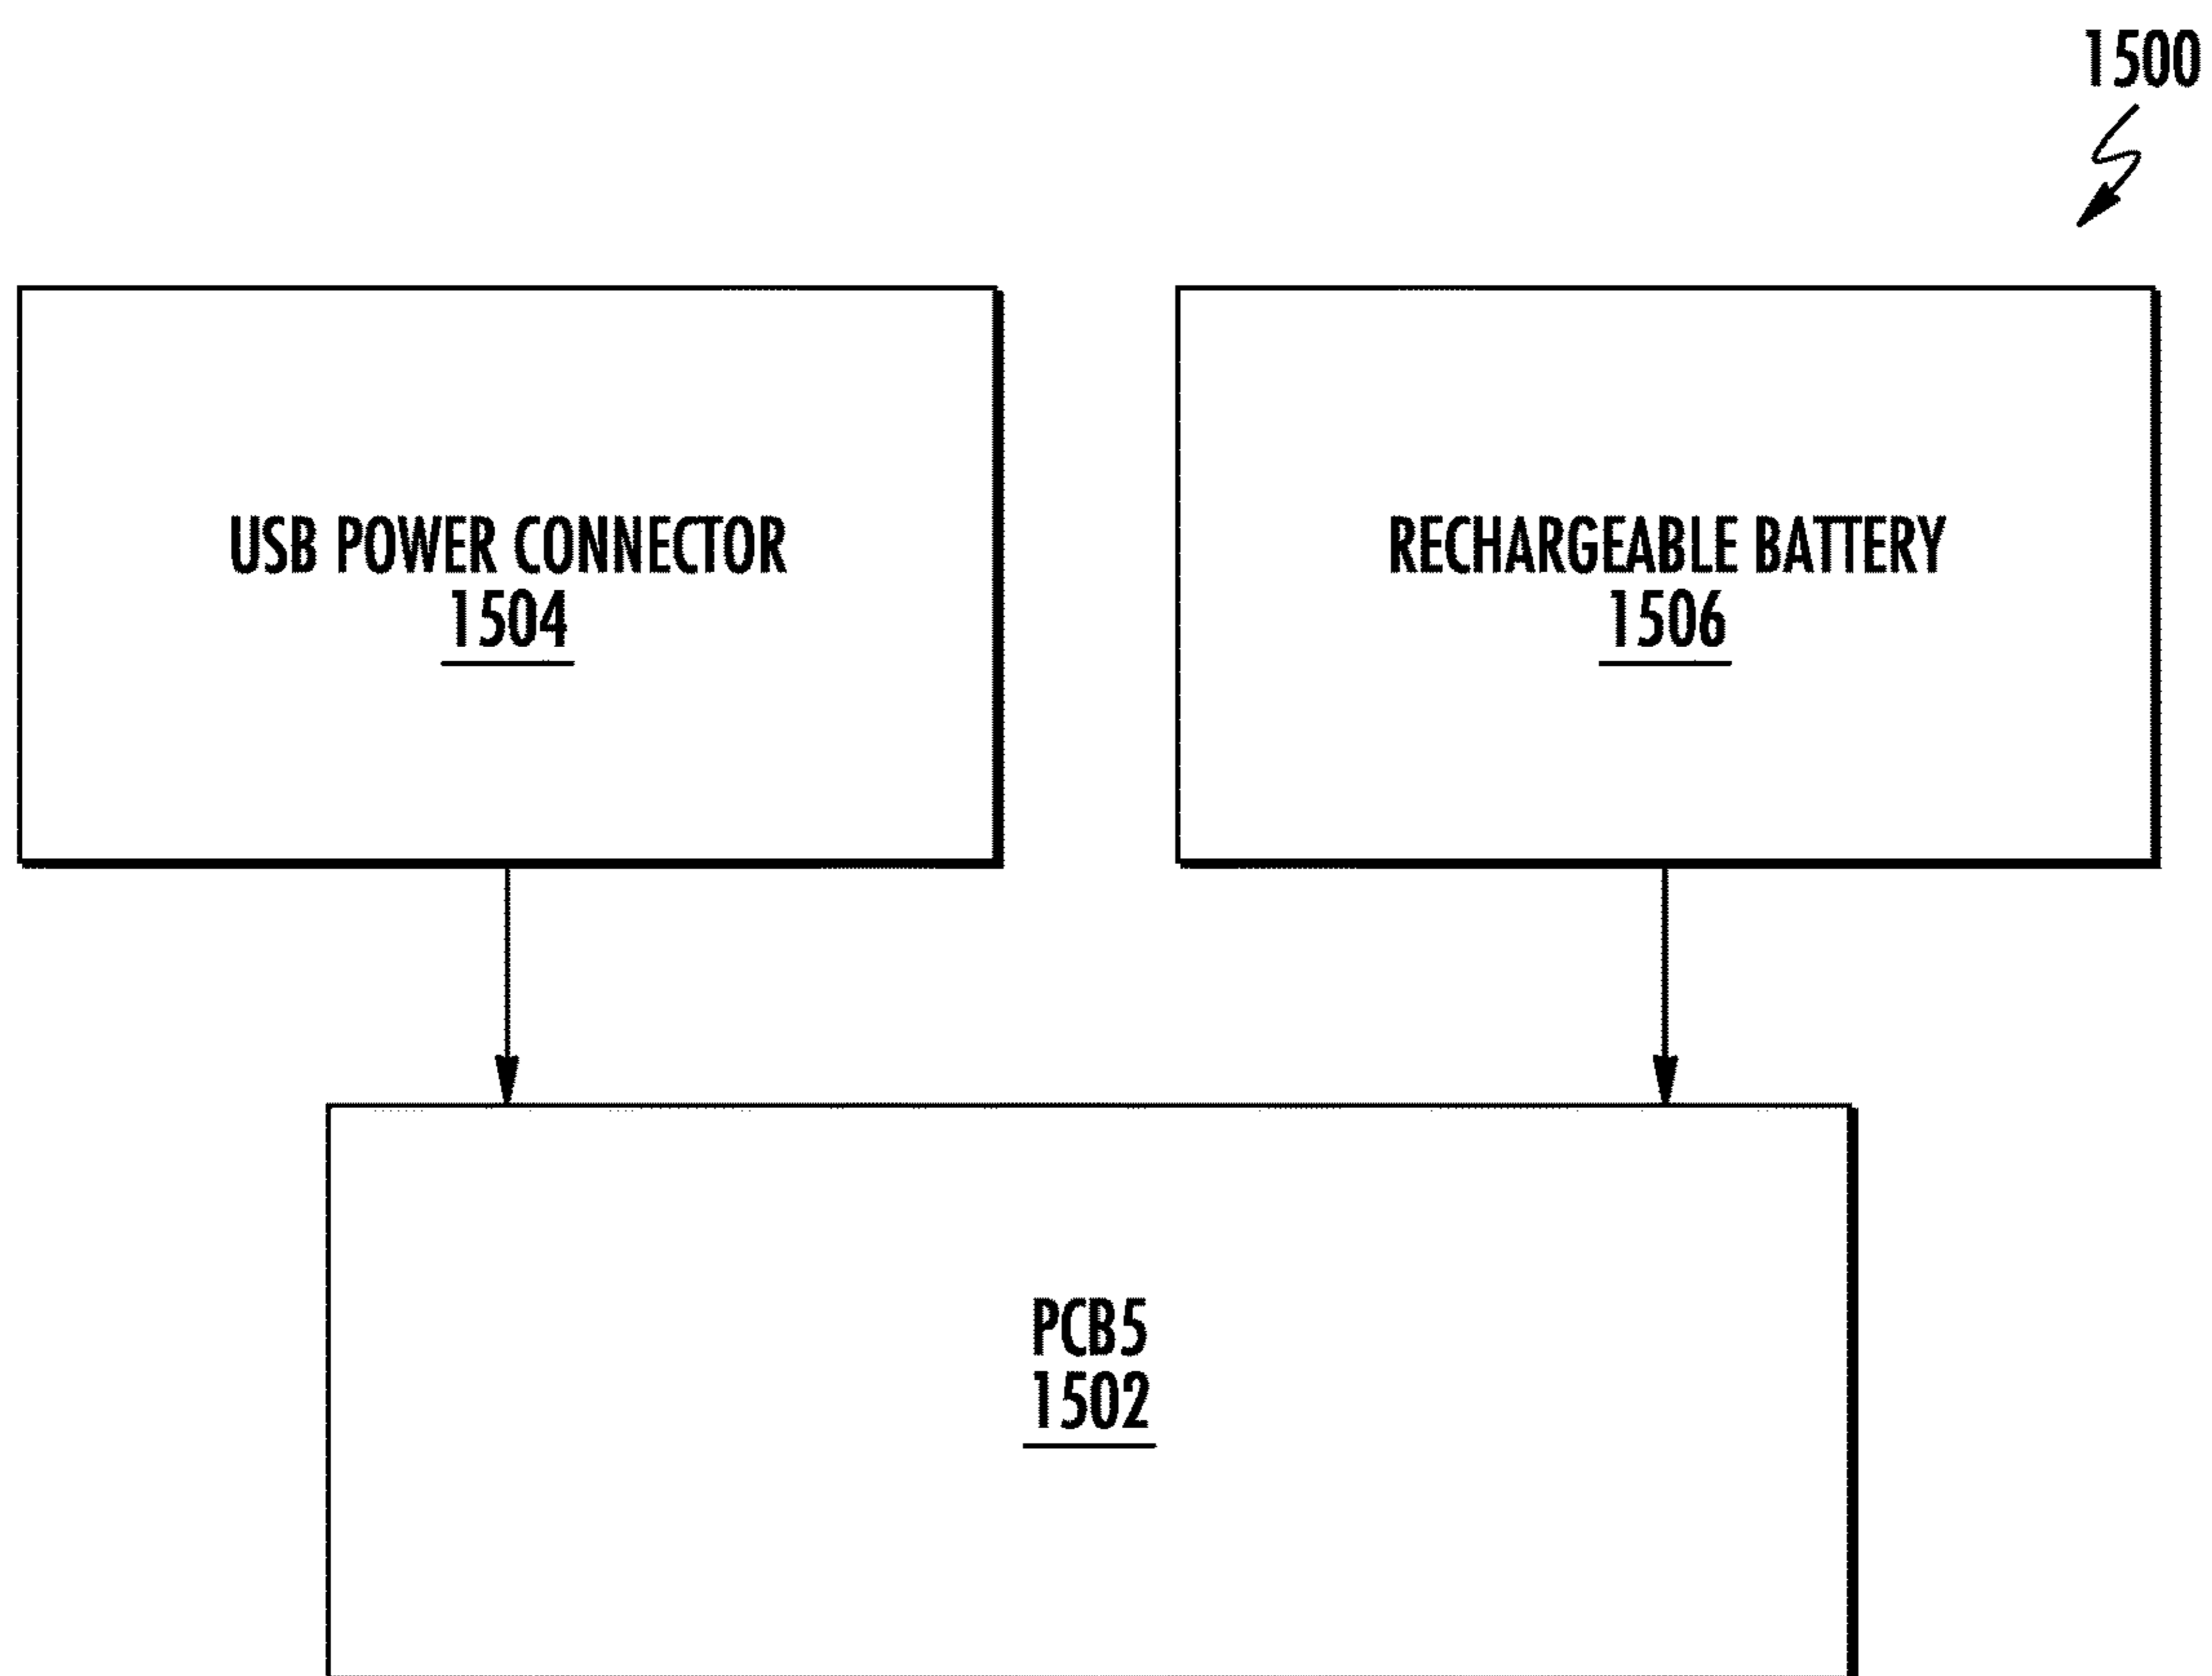 1500
USB POWER CONNECTOR
1504
RECHARGEABLE BATTERY
1506
PCB5
1502